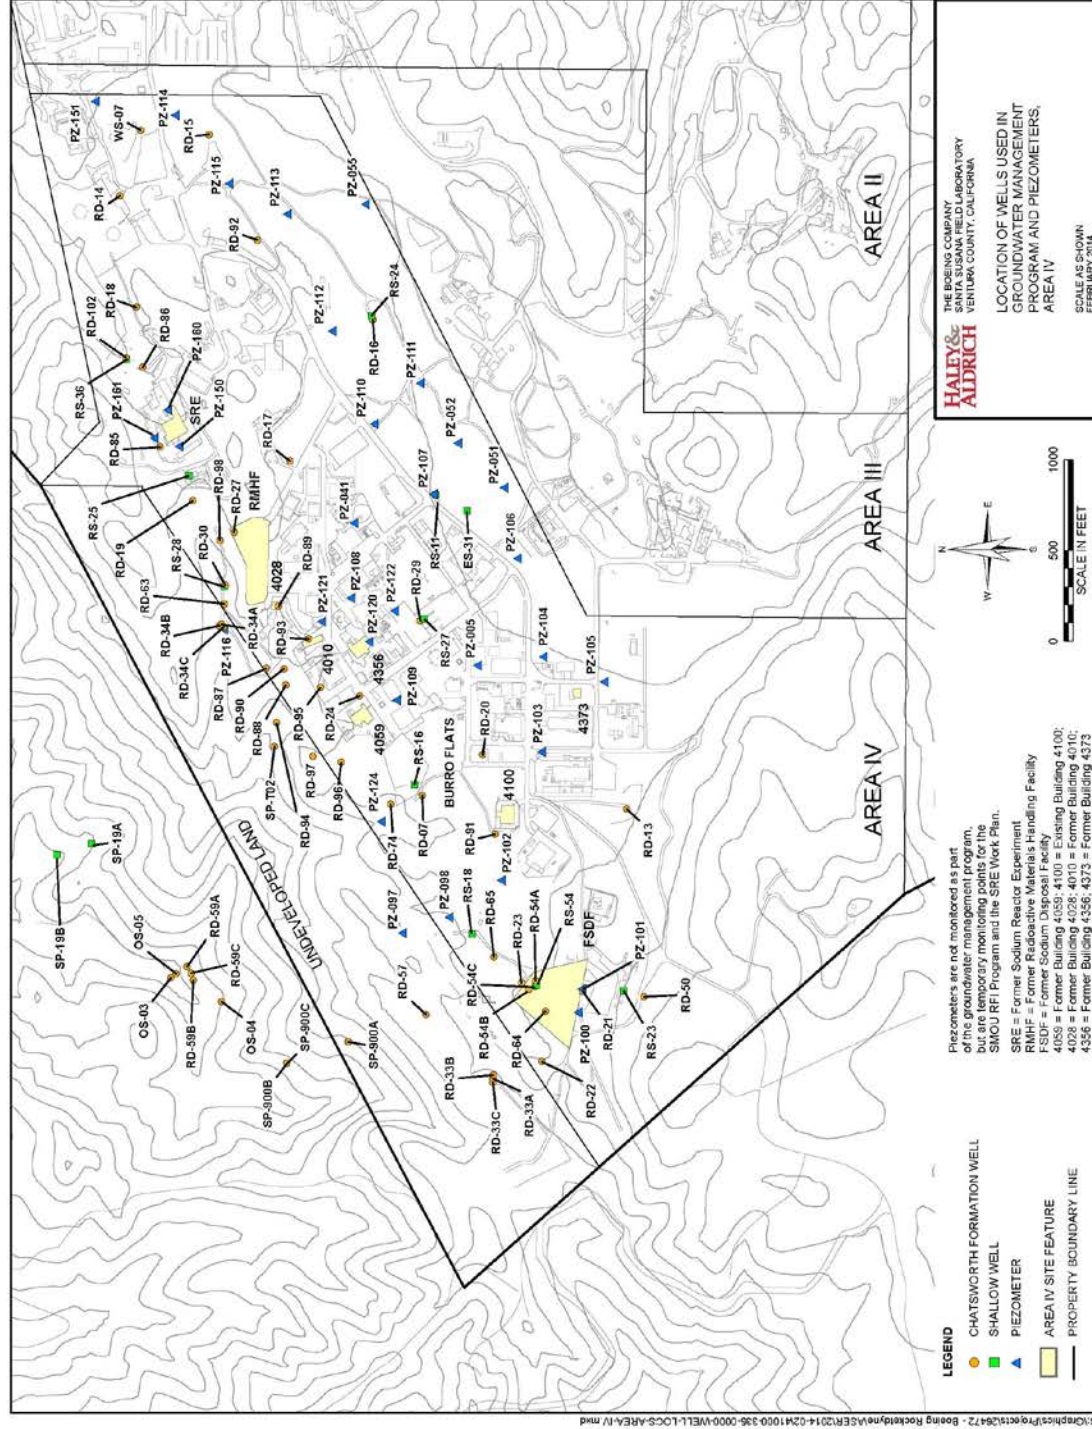 PZ-151
WS-07
PZ-114
RD-15
RD-14
PZ-115
PZ-113
PZ-055
RD-92
RD-102
RD-18
RD-86
PZ-160
RS-36
PZ-161
RD-85
SRE
PZ-150
PZ-112
RS-24
RD-16
PZ-111
PZ-110
PZ-052
RD-17
RS-25
RD-98
RD-27
RMHF
RD-19
RD-30
RS-28
RD-63
PZ-041
PZ-107
PZ-051
RS-11
ES-31
PZ-106
RD-89
4028
PZ-108
PZ-121
PZ-122
PZ-120
RD-29
RD-34B
RD-34A
RD-34C
PZ-116
RD-93
4010
4356
RS-27
PZ-005
PZ-104
PZ-105
RD-87
RD-90
RD-88
RD-95
RD-24
PZ-109
4059
RD-20
PZ-103
4373
SP-T02
RD-94
RD-97
RD-96
RS-16
BURRO FLATS
PZ-124
RD-74
RD-07
4100
RD-91
PZ-102
RD-13
SP-19A
SP-19B
UNDEVELOPED LAND
OS-05
RD-59A
OS-03
RD-59C
RD-59B
OS-04
SP-900C
SP-900B
SP-900A
PZ-097
PZ-098
RS-18
RD-65
RD-57
RD-23
RD-54A
RS-54
RD-54C
FSDF
PZ-101
RD-54B
RD-64
PZ-100
RD-21
RS-23
RD-50
RD-33B
RD-33C
RD-33A
RD-22
AREA II
AREA III
AREA IV
LEGEND
CHATSWORTH FORMATION WELL
SHALLOW WELL
PIEZOMETER
AREA IV SITE FEATURE
PROPERTY BOUNDARY LINE
Piezometers are not monitored as part
of the groundwater management program,
but are temporary monitoring points for the
SMOU RFI Program and the SRE Work Plan.
SRE = Former Sodium Reactor Experiment
RMHF = Former Radioactive Materials Handling Facility
FSDF = Former Sodium Disposal Facility
4059 = Former Building 4059; 4100 = Existing Building 4100;
4028 = Former Building 4028; 4010 = Former Building 4010;
4356 = Former Building 4356; 4373 = Former Building 4373
N
W
E
S
0
500
1000
SCALE IN FEET
HALEY &
ALDRICH
THE BOEING COMPANY
SANTA SUSANA FIELD LABORATORY
VENTURA COUNTY, CALIFORNIA
LOCATION OF WELLS USED IN
GROUNDWATER MANAGEMENT
PROGRAM AND PIEZOMETERS,
AREA IV
SCALE AS SHOWN
FEBRUARY 2014